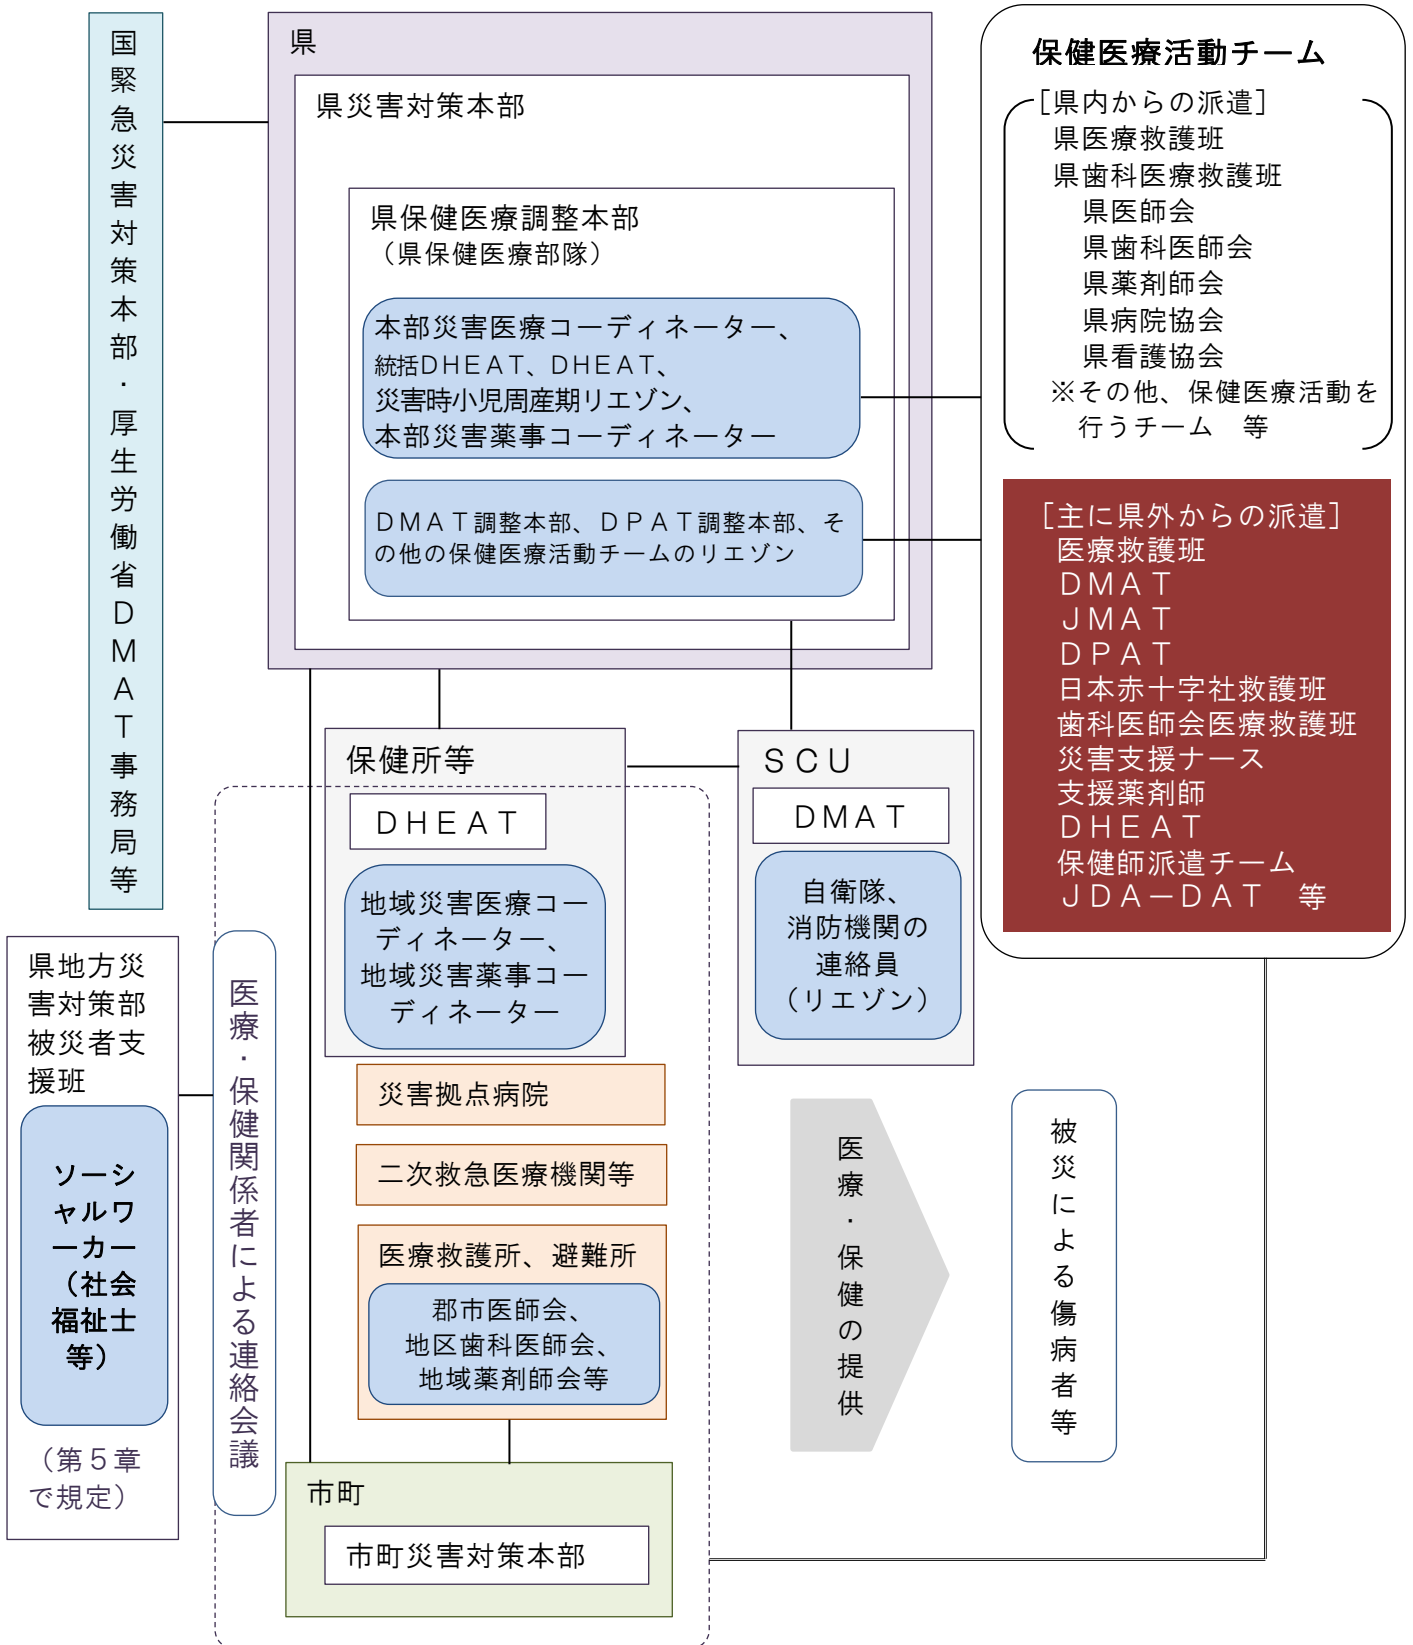 国緊急災害対策本部・厚生労働省ＤＭＡＴ事務局等
県
県災害対策本部
県保健医療調整本部
（県保健医療部隊）
本部災害医療コーディネーター、
統括ＤＨＥＡＴ、ＤＨＥＡＴ、
災害時小児周産期リエゾン、
本部災害薬事コーディネーター
ＤＭＡＴ調整本部、ＤＰＡＴ調整本部、そ
の他の保健医療活動チームのリエゾン
保健医療活動チーム
［県内からの派遣］
県医療救護班
県歯科医療救護班
県医師会
県歯科医師会
県薬剤師会
県病院協会
県看護協会
※その他、保健医療活動を
行うチーム　等
［主に県外からの派遣］
医療救護班
ＤＭＡＴ
ＪＭＡＴ
ＤＰＡＴ
日本赤十字社救護班
歯科医師会医療救護班
災害支援ナース
支援薬剤師
ＤＨＥＡＴ
保健師派遣チーム
ＪＤＡ－ＤＡＴ　等
保健所等
ＤＨＥＡＴ
地域災害医療コー
ディネーター、
地域災害薬事コー
ディネーター
ＳＣＵ
ＤＭＡＴ
自衛隊、
消防機関の
連絡員
（リエゾン）
県地方災
害対策部
被災者支
援班
ソーシ
ャルワ
ーカー
（社会
福祉士
等）
（第５章
で規定）
医療・保健関係者による連絡会議
災害拠点病院
二次救急医療機関等
医療救護所、避難所
郡市医師会、
地区歯科医師会、
地域薬剤師会等
医療・保健の提供
被災による傷病者等
市町
市町災害対策本部